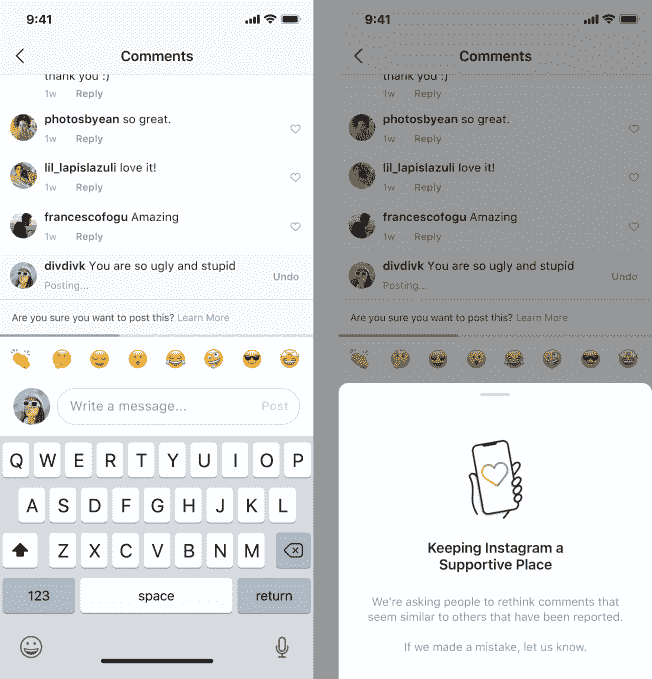 9:41
Comments
thank you :)
1w Reply
photosbyean so great.
1w Reply
lil_lapislazuli love it!
1w Reply
francescofogu Amazing
1w Reply
divdivk You are so ugly and stupid
Posting...
Undo
Are you sure you want to post this? Learn More
Write a message... Post
Q W E R T Y U I O P
A S D F G H J K L
Z X C V B N M
123 space return
9:41
Comments
thank you :)
1w Reply
photosbyean so great.
1w Reply
lil_lapislazuli love it!
1w Reply
francescofogu Amazing
1w Reply
divdivk You are so ugly and stupid
Posting...
Undo
Are you sure you want to post this? Learn More
Keeping Instagram a
Supportive Place
We're asking people to rethink comments that
seem similar to others that have been reported.
If we made a mistake, let us know.